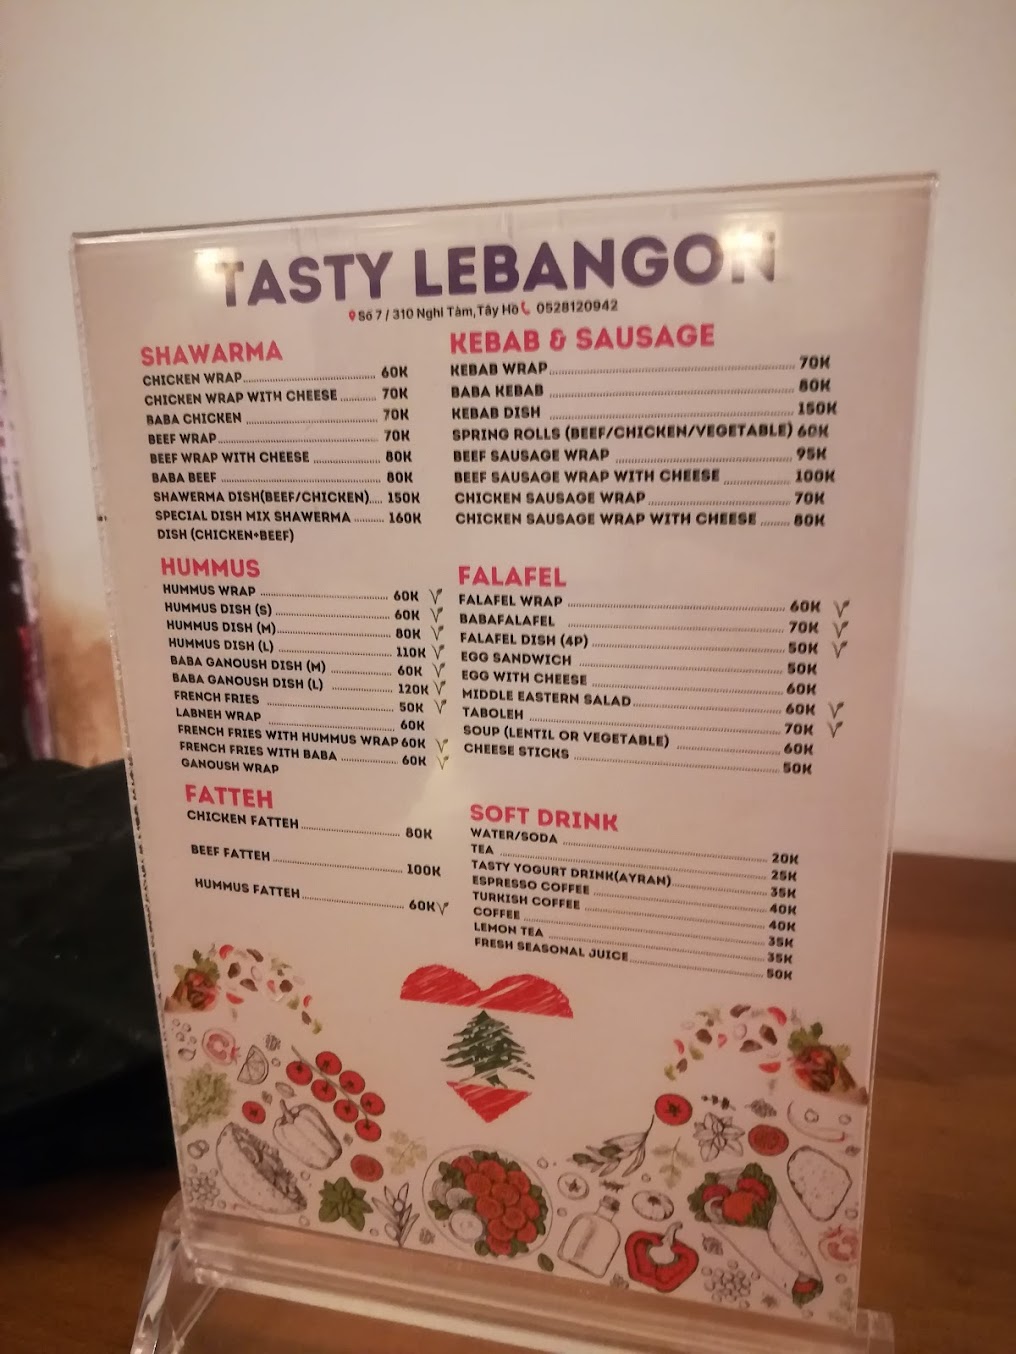 TASTY LEBANGON
Số 7 / 310 Nghi Tàm, Tây Hồ 0528120942
SHAWARMA
CHICKEN WRAP 60K
CHICKEN WRAP WITH CHEESE 70K
BABA CHICKEN 70K
BEEF WRAP 70K
BEEF WRAP WITH CHEESE 80K
BABA BEEF 80K
SHAWERMA DISH(BEEF/CHICKEN) 150K
SPECIAL DISH MIX SHAWERMA 160K
DISH (CHICKEN+BEEF)
KEBAB & SAUSAGE
KEBAB WRAP 70K
BABA KEBAB 80K
KEBAB DISH 150K
SPRING ROLLS (BEEF/CHICKEN/VEGETABLE) 60K
BEEF SAUSAGE WRAP 95K
BEEF SAUSAGE WRAP WITH CHEESE 100K
CHICKEN SAUSAGE WRAP 70K
CHICKEN SAUSAGE WRAP WITH CHEESE 80K
HUMMUS
HUMMUS WRAP 60K
HUMMUS DISH (S) 60K
HUMMUS DISH (M) 80K
HUMMUS DISH (L) 110K
BABA GANOUSH DISH (M) 60K
BABA GANOUSH DISH (L) 120K
FRENCH FRIES 50K
LABNEH WRAP 60K
FRENCH FRIES WITH HUMMUS WRAP 60K
FRENCH FRIES WITH BABA 60K
GANOUSH WRAP
FALAFEL
FALAFEL WRAP 60K
BABAFALAFEL 70K
FALAFEL DISH (4P) 50K
EGG SANDWICH 50K
EGG WITH CHEESE 60K
MIDDLE EASTERN SALAD 60K
TABOLEH 70K
SOUP (LENTIL OR VEGETABLE) 60K
CHEESE STICKS 50K
FATTEH
CHICKEN FATTEH 80K
BEEF FATTEH 100K
HUMMUS FATTEH 60K
SOFT DRINK
WATER/SODA 20K
TEA 25K
TASTY YOGURT DRINK(AYRAN) 35K
ESPRESSO COFFEE 40K
TURKISH COFFEE 40K
COFFEE 35K
LEMON TEA 35K
FRESH SEASONAL JUICE 50K